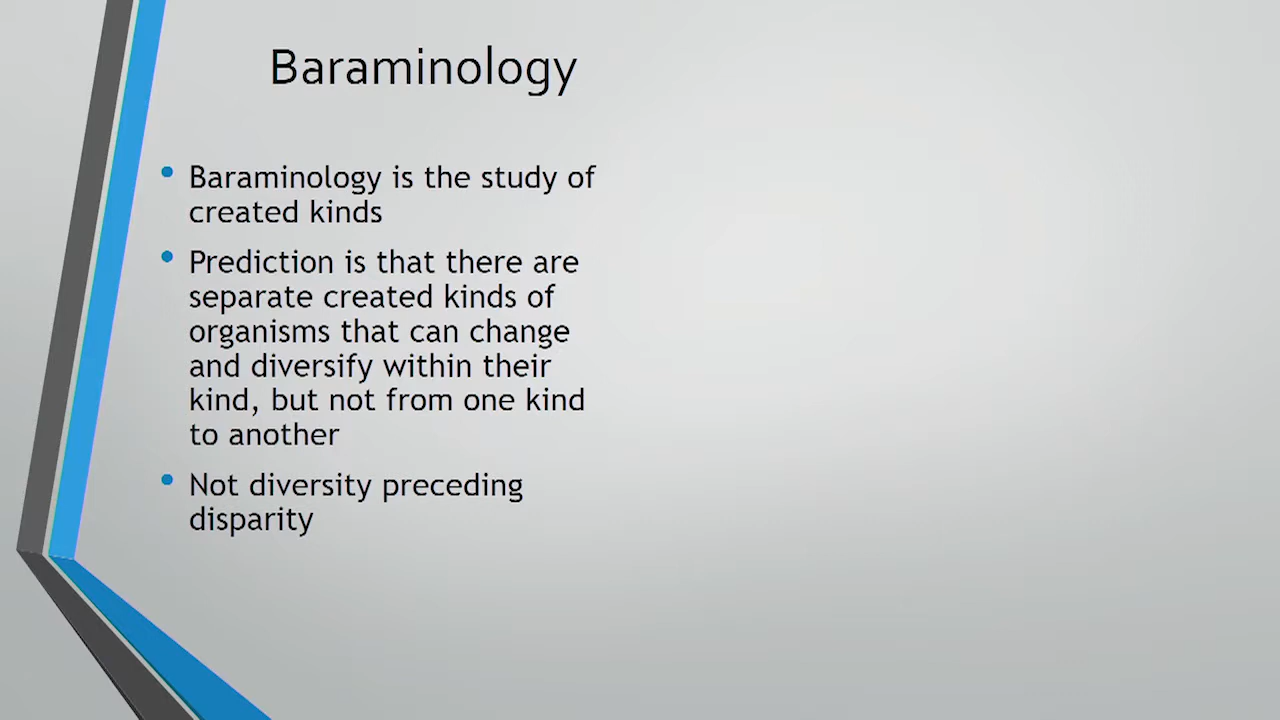 Baraminology
• Baraminology is the study of
created kinds
• Prediction is that there are
separate created kinds of
organisms that can change
and diversify within their
kind, but not from one kind
to another
• Not diversity preceding
disparity